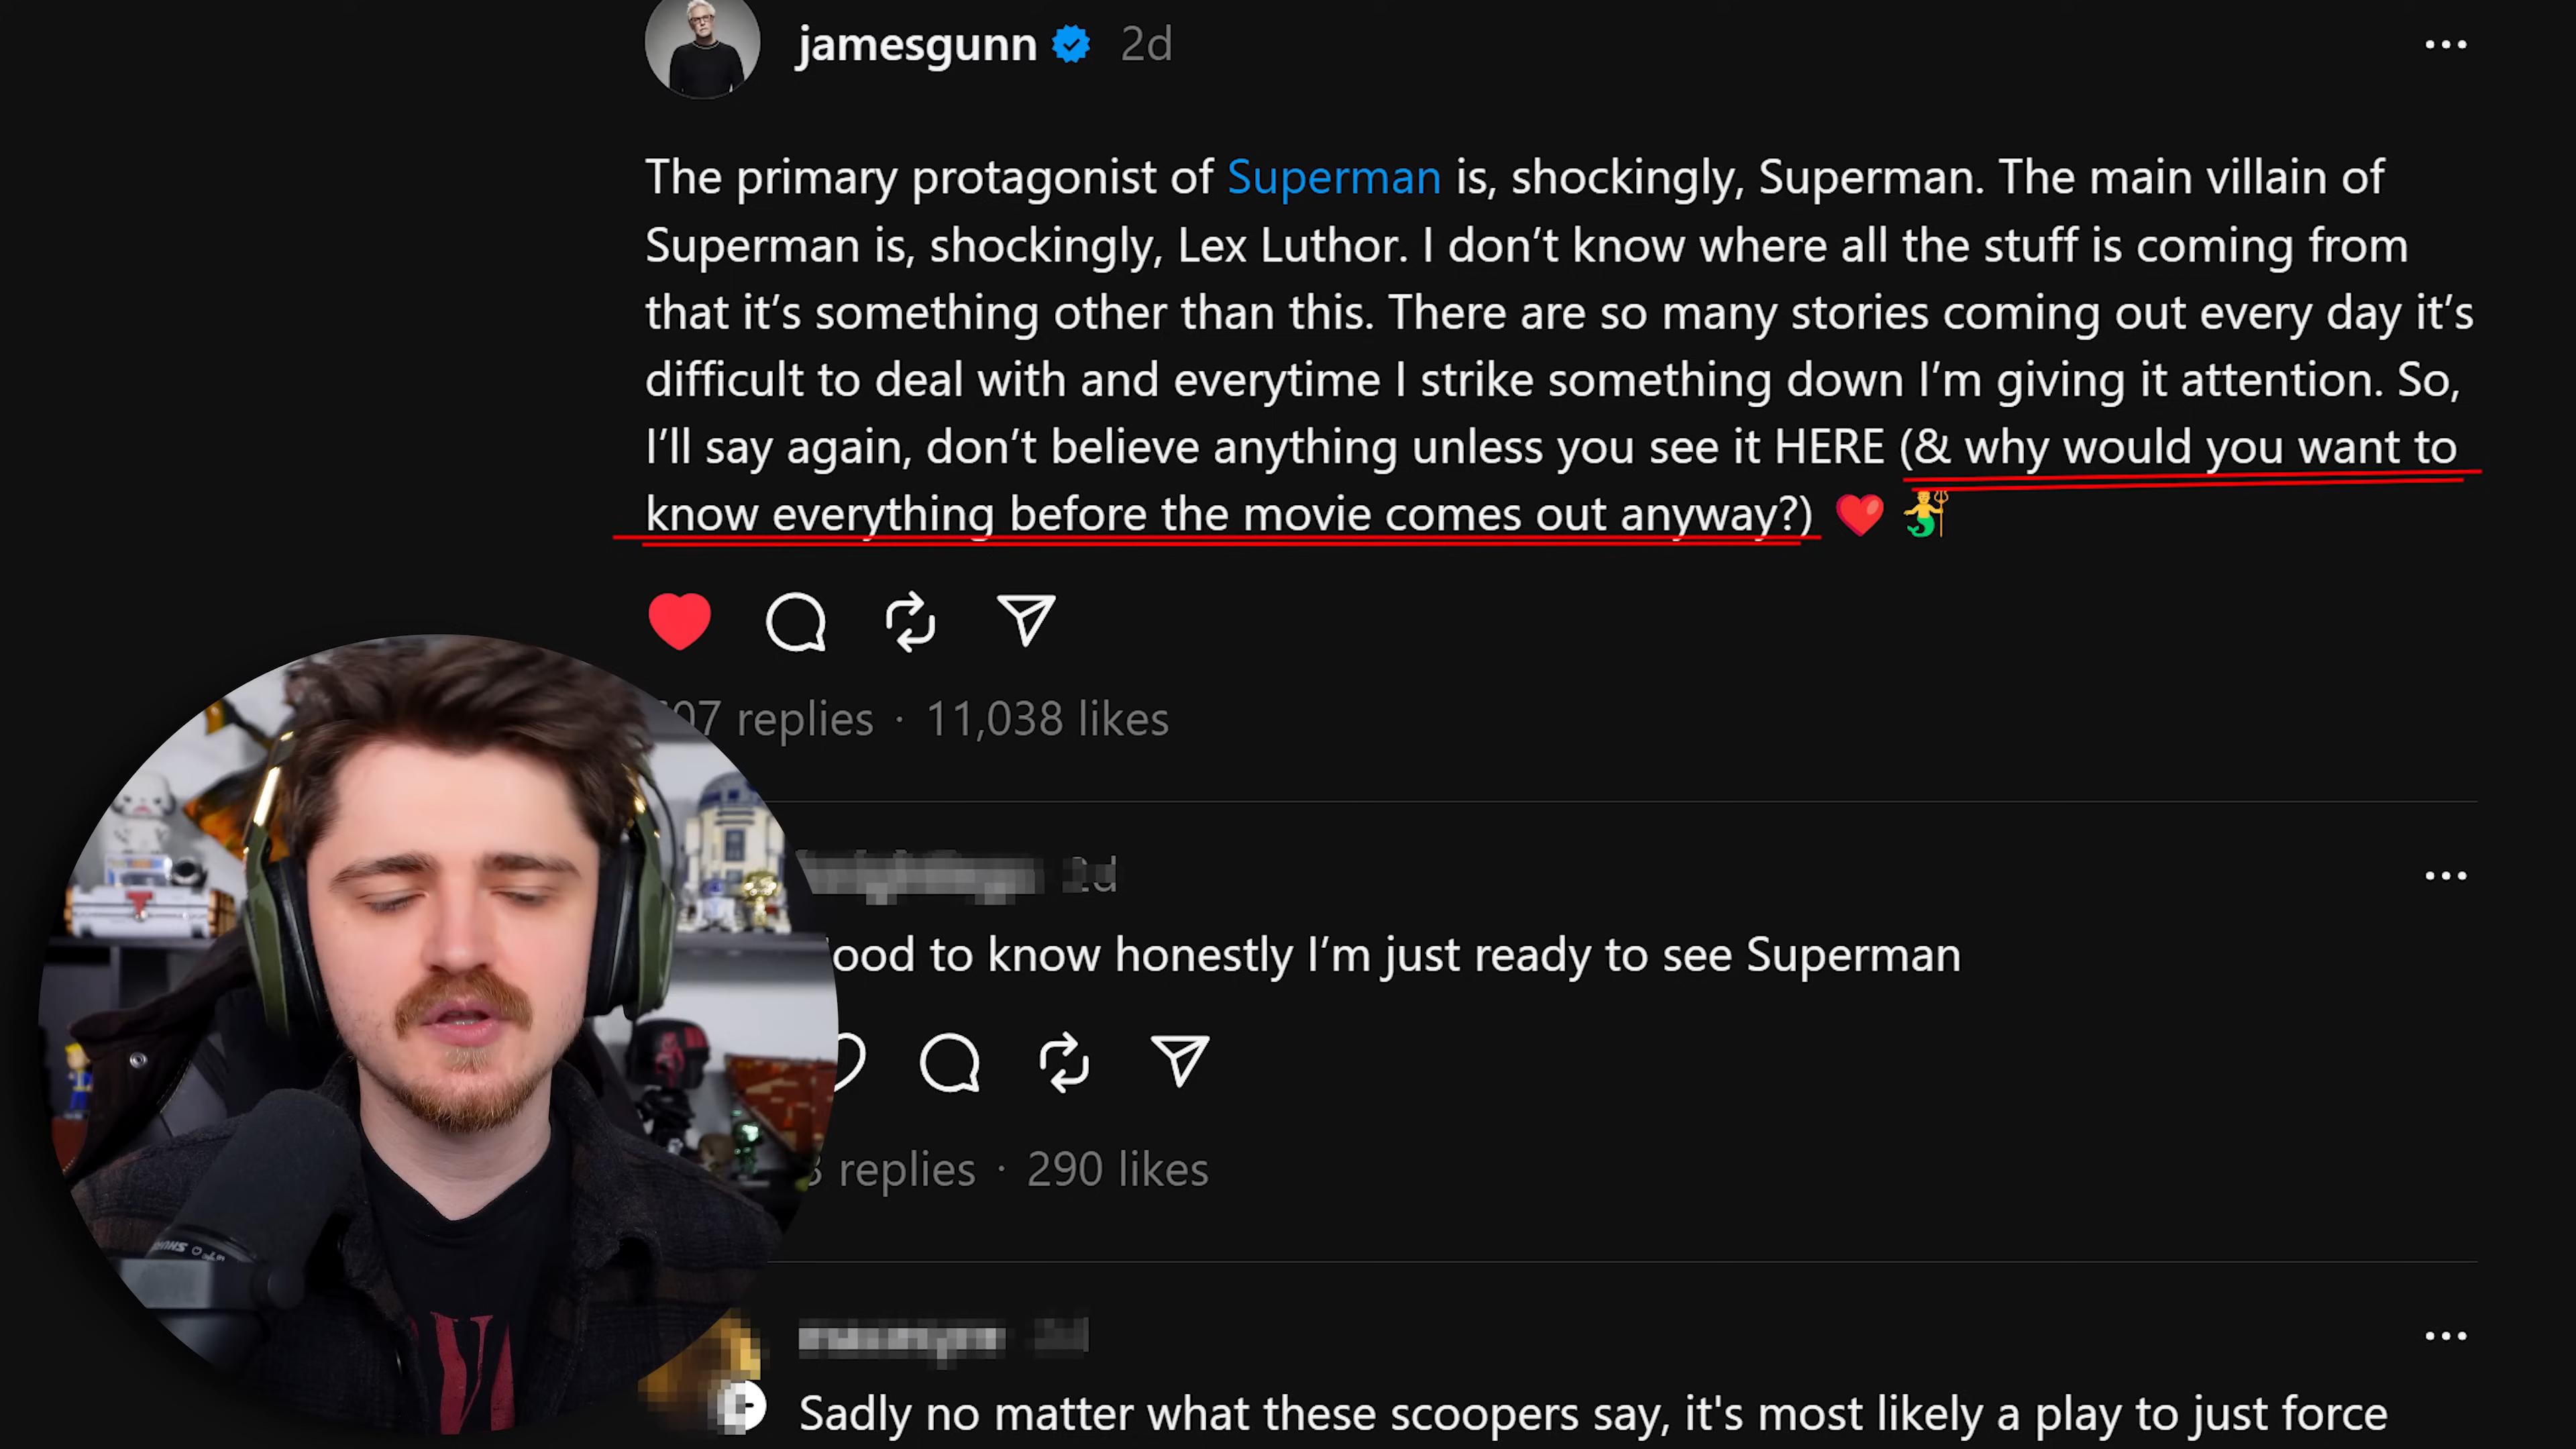 jamesgunn 2d
The primary protagonist of Superman is, shockingly, Superman. The main villain of
Superman is, shockingly, Lex Luthor. I don’t know where all the stuff is coming from
that it’s something other than this. There are so many stories coming out every day it’s
difficult to deal with and everytime I strike something down I’m giving it attention. So,
I’ll say again, don’t believe anything unless you see it HERE (& why would you want to
know everything before the movie comes out anyway?) ❤️ 🧜‍♂️
07 replies · 11,038 likes
2d
ood to know honestly I’m just ready to see Superman
replies · 290 likes
Sadly no matter what these scoopers say, it's most likely a play to just force